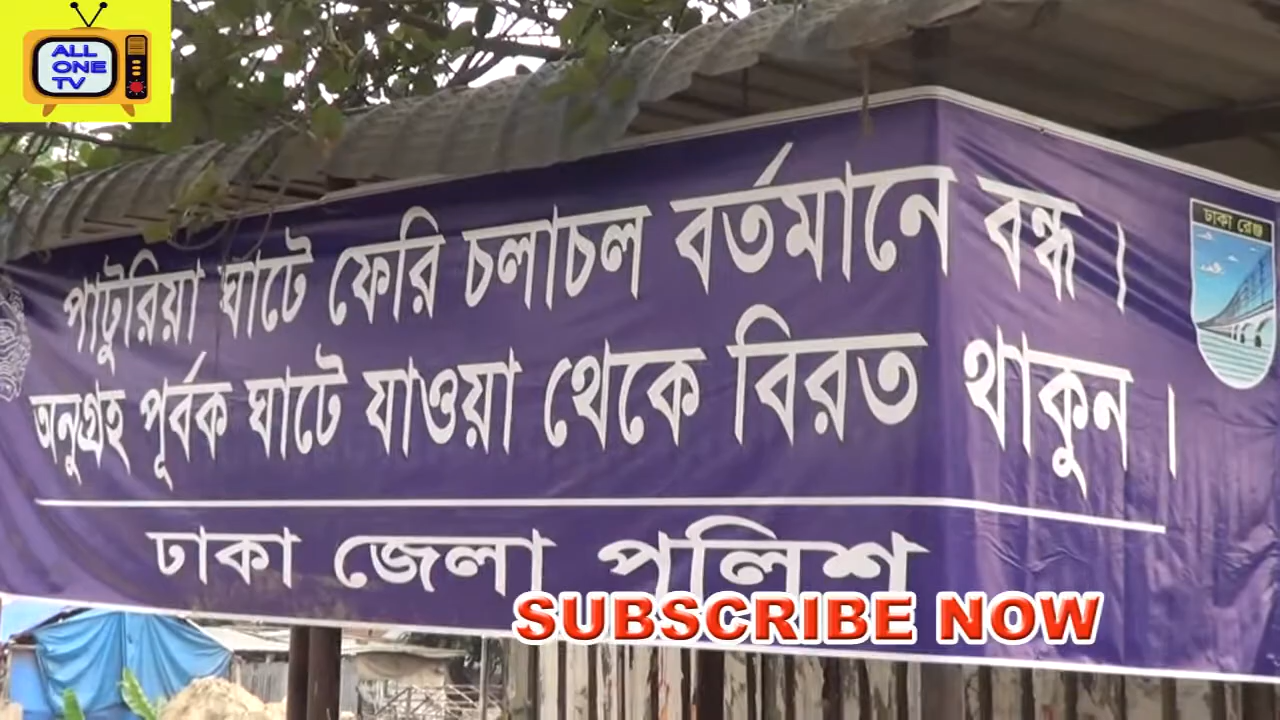 ALL
ONE
TV
ঢাকা রেঞ্জ
পাটুরিয়া ঘাটে ফেরি চলাচল বর্তমানে বন্ধ।
অনুগ্রহ পূর্বক ঘাটে যাওয়া থেকে বিরত থাকুন।
ঢাকা জেলা পুলিশ
SUBSCRIBE NOW